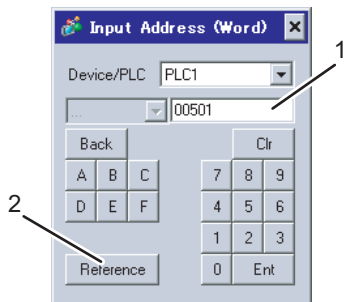 Input Address (Word)
1
Device/PLC PLC1
... 00501
Back Clr
A B C 7 8 9
D E F 4 5 6
2
1 2 3
Reference 0 Ent